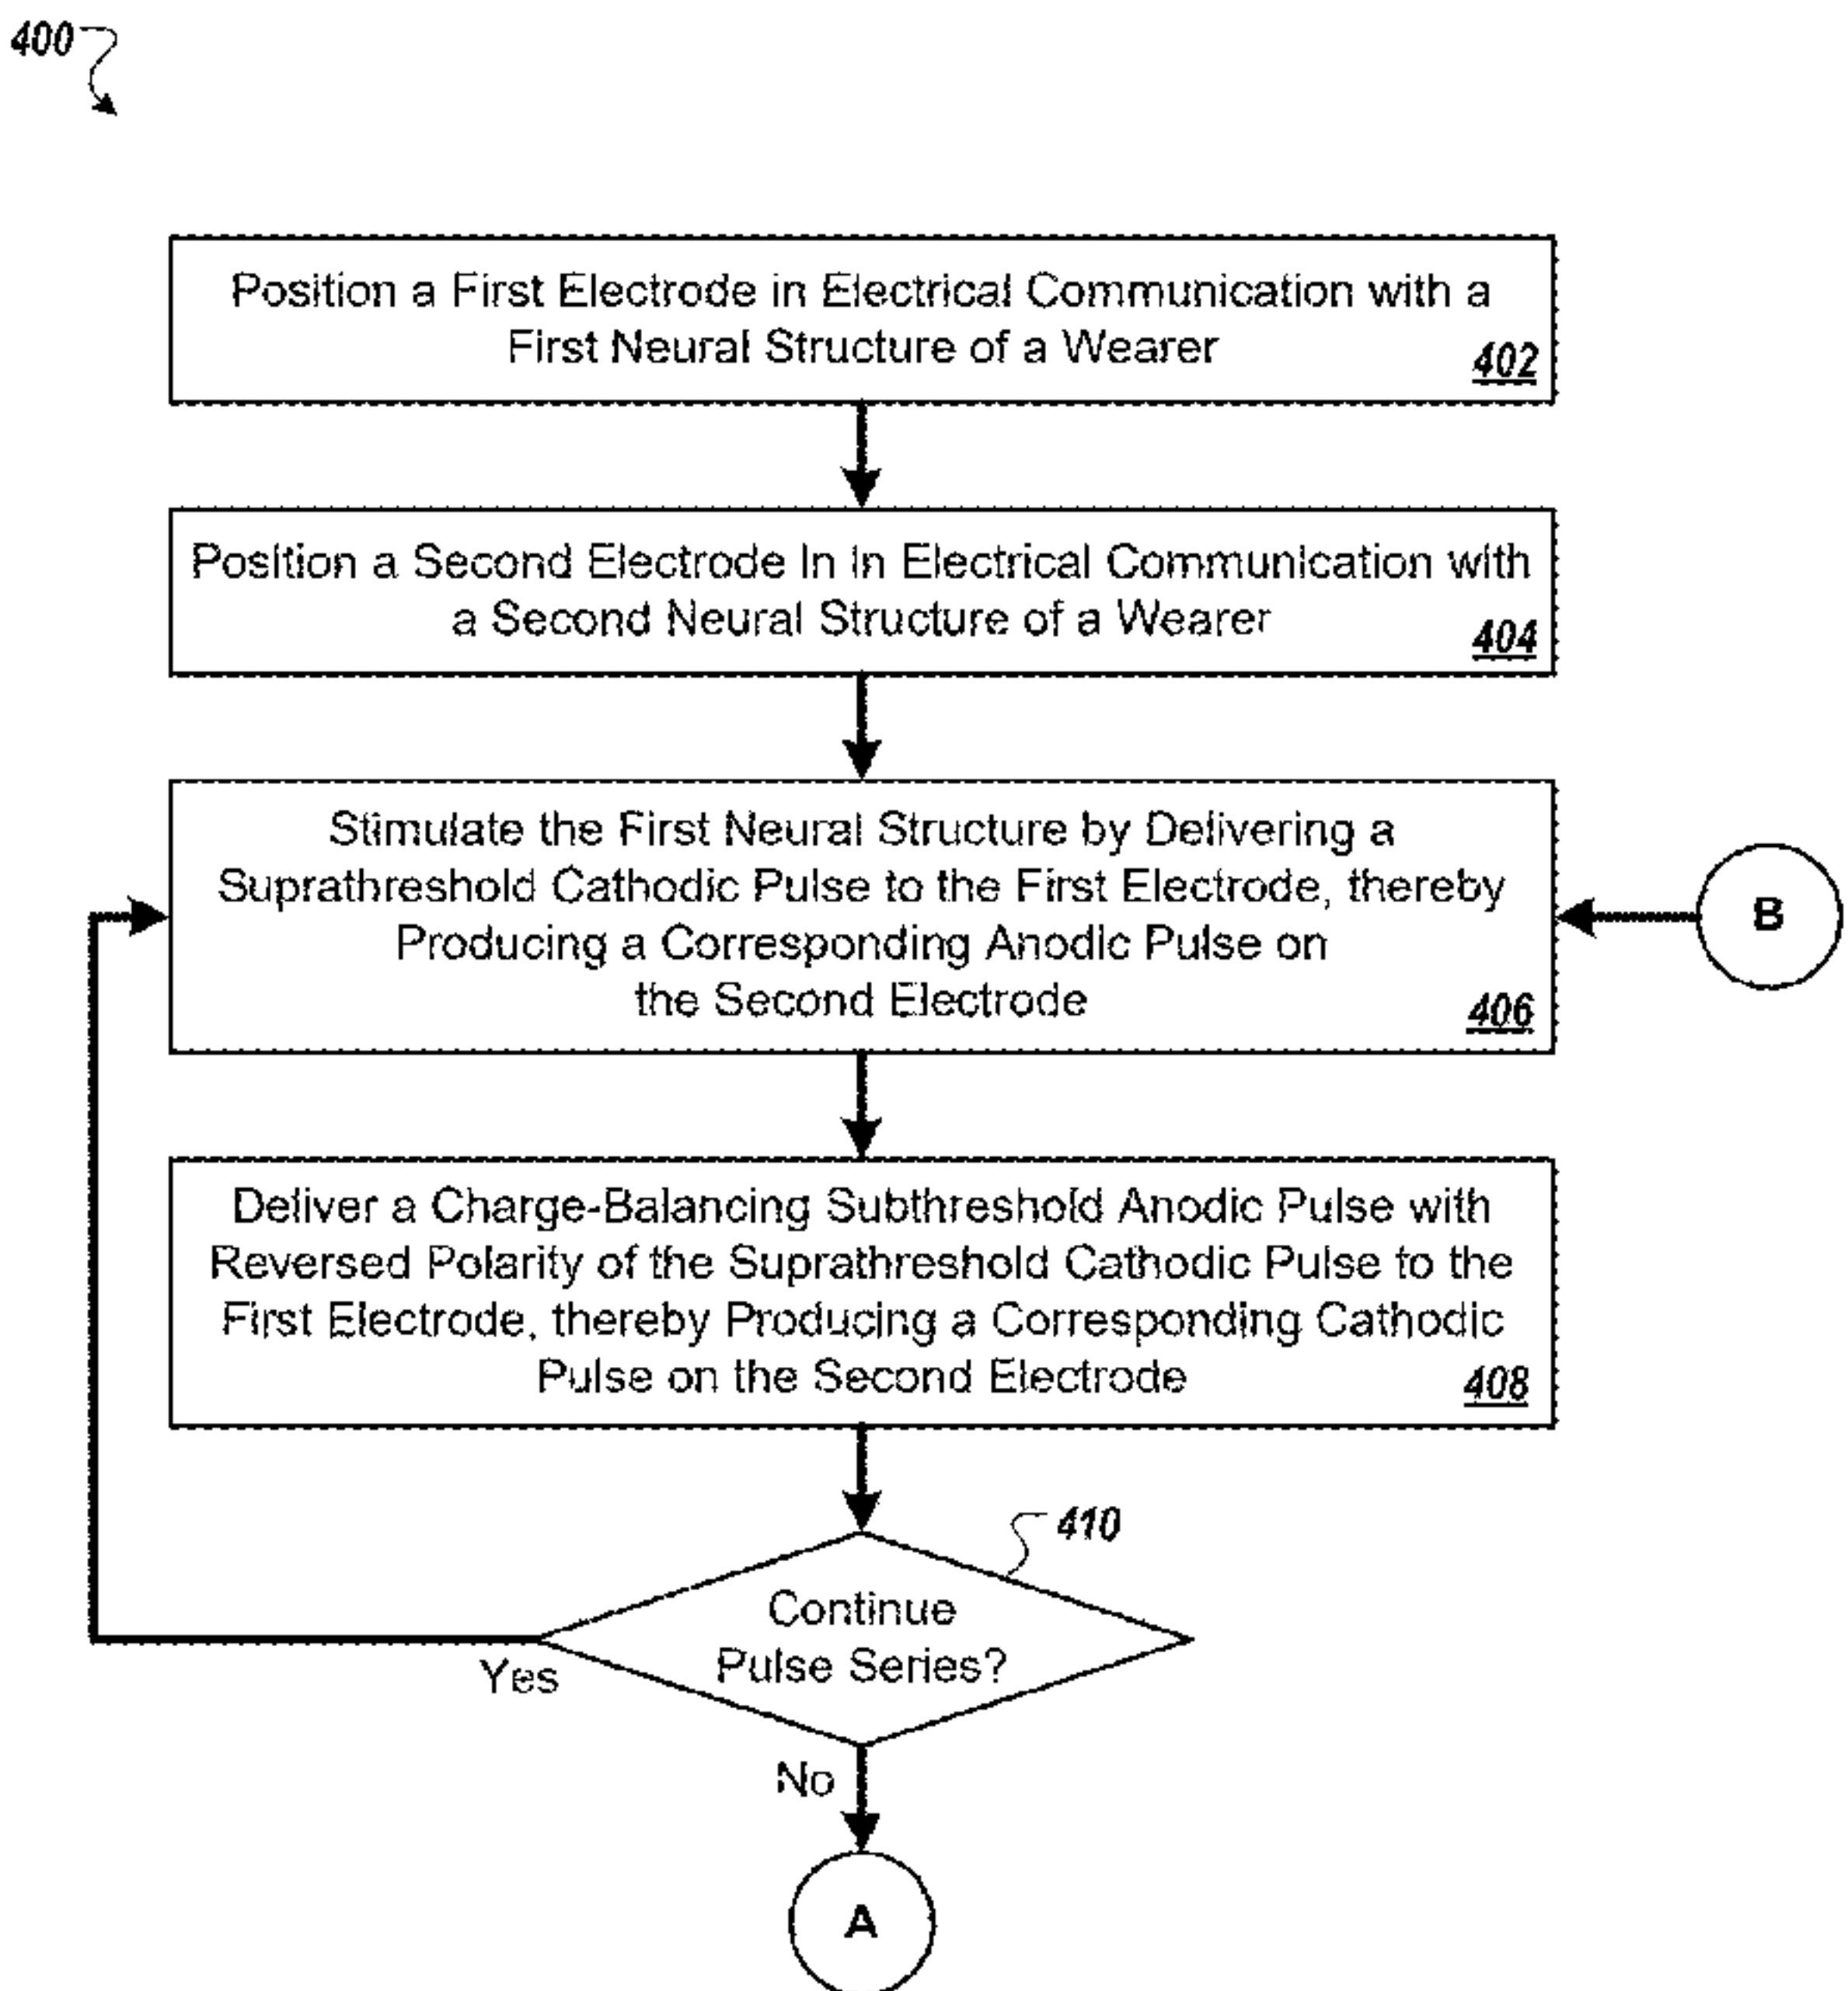 400
Position a First Electrode in Electrical Communication with a
First Neural Structure of a Wearer
402
Position a Second Electrode In In Electrical Communication with
a Second Neural Structure of a Wearer
404
Stimulate the First Neural Structure by Delivering a
Suprathreshold Cathodic Pulse to the First Electrode, thereby
Producing a Corresponding Anodic Pulse on
the Second Electrode
406
B
Deliver a Charge-Balancing Subthreshold Anodic Pulse with
Reversed Polarity of the Suprathreshold Cathodic Pulse to the
First Electrode, thereby Producing a Corresponding Cathodic
Pulse on the Second Electrode
408
410
Continue
Pulse Series?
Yes
No
A